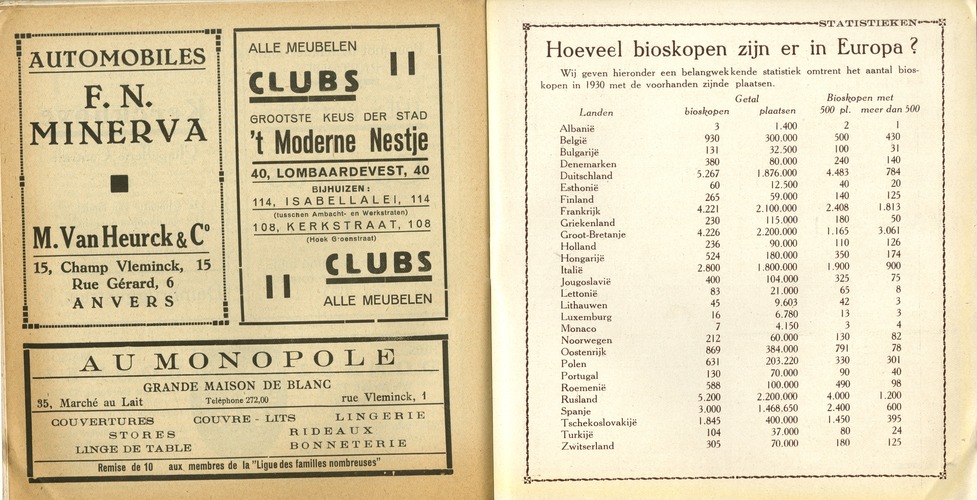 AUTOMOBILES
F. N.
MINERVA
M. Van Heurck & Cº
15, Champ Vleminck, 15
Rue Gérard, 6
ANVERS
ALLE MEUBELEN
CLUBS
GROOTSTE KEUS DER STAD
't Moderne Nestje
40, LOMBAARDEVEST, 40
BIJHUIZEN :
114, ISABELLALEI, 114
(tusschen Ambacht- en Werkstraten)
108, KERKSTRAAT, 108
(Hoek Groenstraat)
CLUBS
ALLE MEUBELEN
AU MONOPOLE
GRANDE MAISON DE BLANC
35, Marché au Lait Téléphone 272,00 rue Vleminck, 1
COUVERTURES COUVRE-LITS LINGERIE
STORES RIDEAUX
LINGE DE TABLE BONNETERIE
Remise de 10 aux membres de la "Ligue des familles nombreuses"
STATISTIEKEN
Hoeveel bioskopen zijn er in Europa ?
Wij geven hieronder een belangwekkende statistiek omtrent het aantal bios-
kopen in 1930 met de voorhanden zijnde plaatsen.
Getal Bioskopen met
Landen bioskopen plaatsen 500 pl. meer dan 500
Albanië 3 1.400 2 1
België 930 300.000 500 430
Bulgarijë 131 32.500 100 31
Denemarken 380 80.000 240 140
Duitschland 5.267 1.876.000 4.483 784
Esthonië 60 12.500 40 20
Finland 265 59.000 140 125
Frankrijk 4.221 2.100.000 2.408 1.813
Griekenland 230 115.000 180 50
Groot-Bretanje 4.226 2.200.000 1.165 3.061
Holland 236 90.000 110 126
Hongarijë 524 180.000 350 174
Italië 2.800 1.800.000 1.900 900
Jougoslavië 400 104.000 325 75
Lettonië 83 21.000 65 8
Lithauwen 45 9.603 42 3
Luxemburg 16 6.780 13 3
Monaco 7 4.150 3 4
Noorwegen 212 60.000 130 82
Oostenrijk 869 384.000 791 78
Polen 631 203.220 330 301
Portugal 130 70.000 90 40
Roemenië 588 100.000 490 98
Rusland 5.200 2.200.000 4.000 1.200
Spanje 3.000 1.468.650 2.400 600
Tschekoslovakijë 1.845 400.000 1.450 395
Turkijë 104 37.000 80 24
Zwitserland 305 70.000 180 125